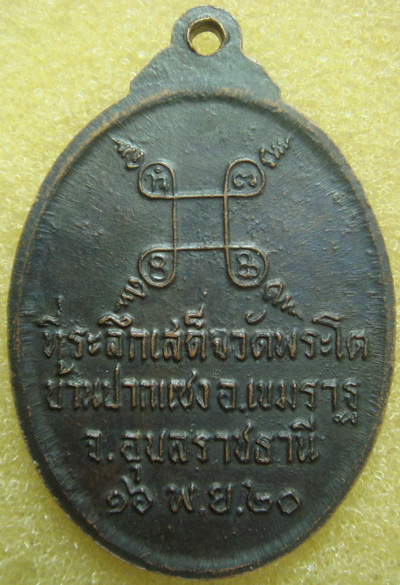 ที่ระลึกเสด็จวัดพระโต
บ้านปากแซง อ.เขมราฐ
จ.อุบลราชธานี
๑๖ พ.ย.๒๐